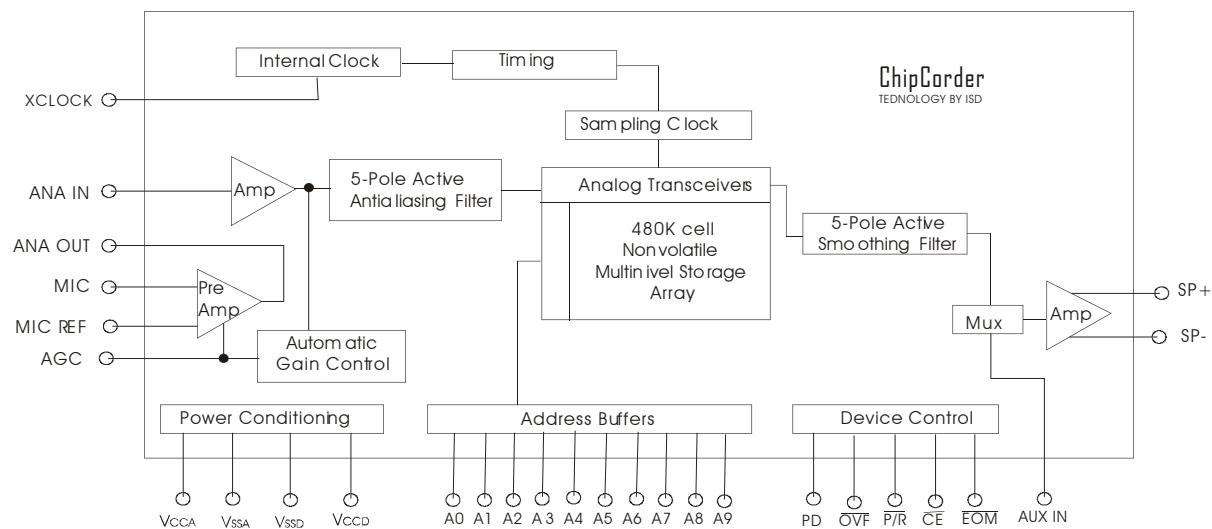 Internal Clock
Timing
ChipCorder
TEDNOLOGY BY ISD
XCLOCK
Sampling Clock
ANA IN
Amp
5-Pole Active
Antialiasing Filter
Analog Transceivers
480K cell
Nonvolatile
Multinivel Storage
Array
5-Pole Active
Smoothing Filter
ANA OUT
MIC
Pre
Amp
MIC REF
AGC
Automatic
Gain Control
Mux
Amp
SP+
SP-
Power Conditioning
Address Buffers
Device Control
VCCA VSSA VSSD VCCD
A0 A1 A2 A3 A4 A5 A6 A7 A8 A9
PD O̅V̅F̅ P̅/̅R̅ C̅E̅ E̅O̅M̅ AUX IN